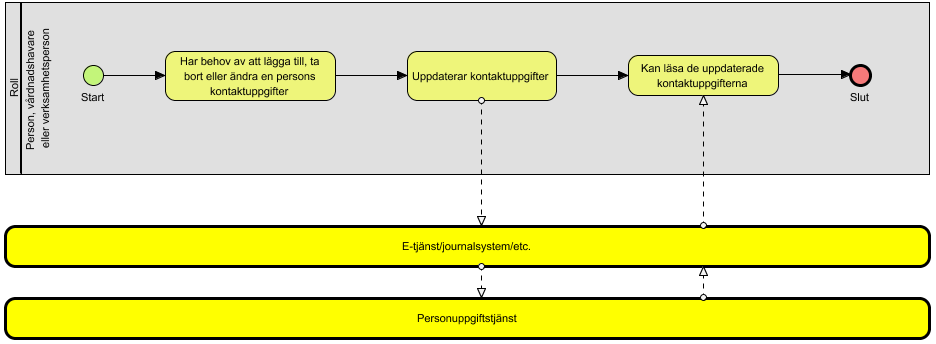 Roll
Person, vårdnadshavare
eller verksamhetsperson
Start
Har behov av att lägga till, ta
bort eller ändra en persons
kontaktuppgifter
Uppdaterar kontaktuppgifter
Kan läsa de uppdaterade
kontaktuppgifterna
Slut
E-tjänst/journalsystem/etc.
Personuppgiftstjänst